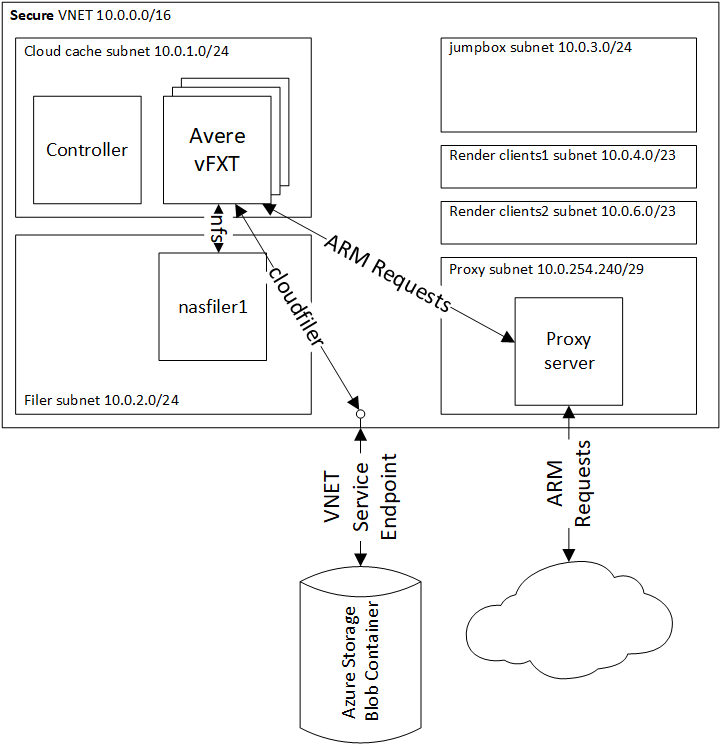 Secure VNET 10.0.0.0/16
Cloud cache subnet 10.0.1.0/24
Controller
Avere
vFXT
nfs
nasfiler1
Filer subnet 10.0.2.0/24
cloudfiler
ARM Requests
jumpbox subnet 10.0.3.0/24
Render clients1 subnet 10.0.4.0/23
Render clients2 subnet 10.0.6.0/23
Proxy subnet 10.0.254.240/29
Proxy
server
VNET
Service
Endpoint
ARM
Requests
Azure Storage
Blob Container